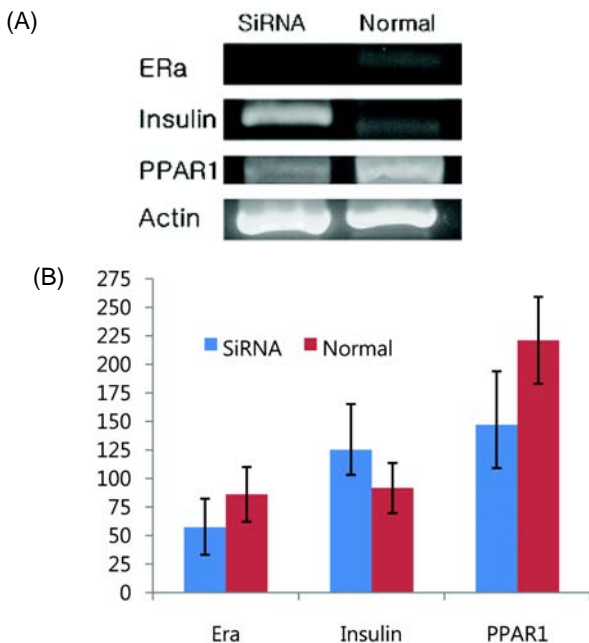 (A)
SiRNA Normal
ERa
Insulin
PPAR1
Actin
(B)
275
250
225
200
175
150
125
100
75
50
25
0
SiRNA Normal
Era Insulin PPAR1